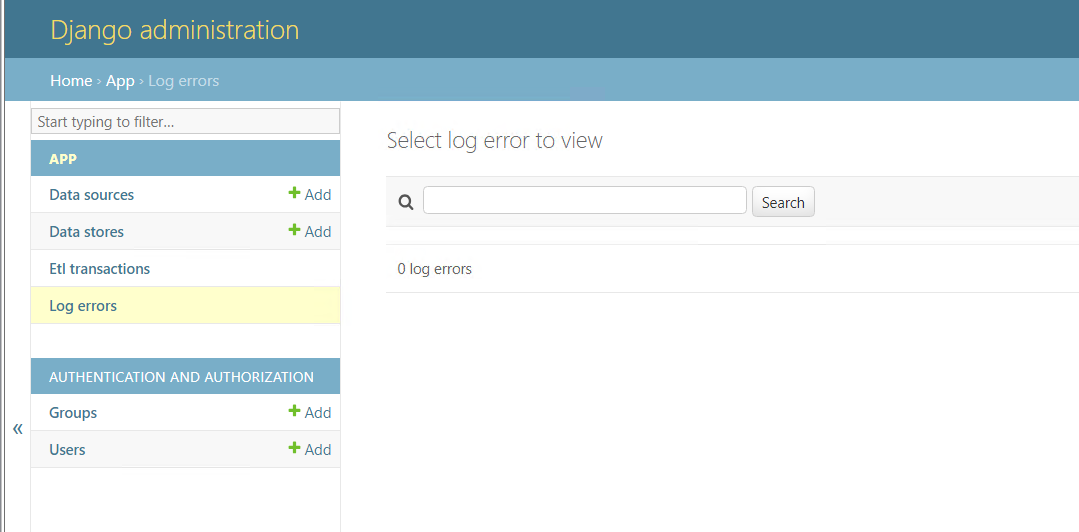 Django administration
Home › App › Log errors
Start typing to filter...
APP
Data sources + Add
Data stores + Add
Etl transactions
Log errors
AUTHENTICATION AND AUTHORIZATION
Groups + Add
Users + Add
«
Select log error to view
Search
0 log errors